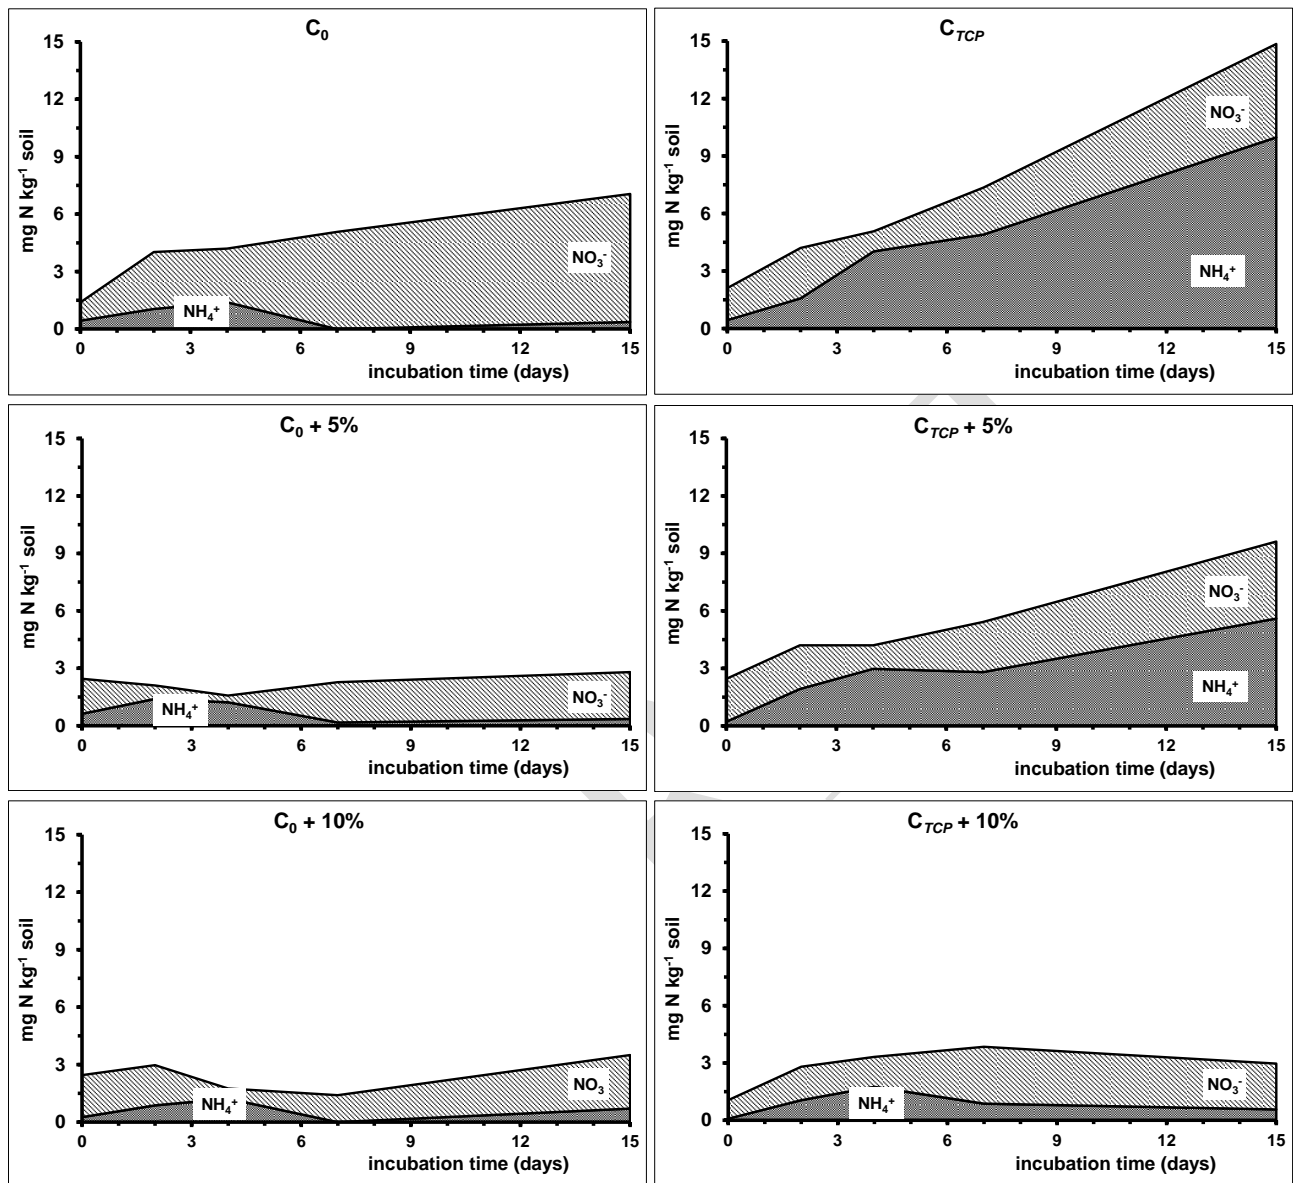 C₀
mg N kg⁻¹ soil
15
12
9
6
3
0
NO₃⁻
NH₄⁺
0 3 6 9 12 15
incubation time (days)
C_TCP
mg N kg⁻¹ soil
15
12
9
6
3
0
NO₃⁻
NH₄⁺
0 3 6 9 12 15
incubation time (days)
C₀ + 5%
mg N kg⁻¹ soil
15
12
9
6
3
0
NO₃⁻
NH₄⁺
0 3 6 9 12 15
incubation time (days)
C_TCP + 5%
mg N kg⁻¹ soil
15
12
9
6
3
0
NO₃⁻
NH₄⁺
0 3 6 9 12 15
incubation time (days)
C₀ + 10%
mg N kg⁻¹ soil
15
12
9
6
3
0
NO₃
NH₄⁺
0 3 6 9 12 15
incubation time (days)
C_TCP + 10%
mg N kg⁻¹ soil
15
12
9
6
3
0
NO₃⁻
NH₄⁺
0 3 6 9 12 15
incubation time (days)